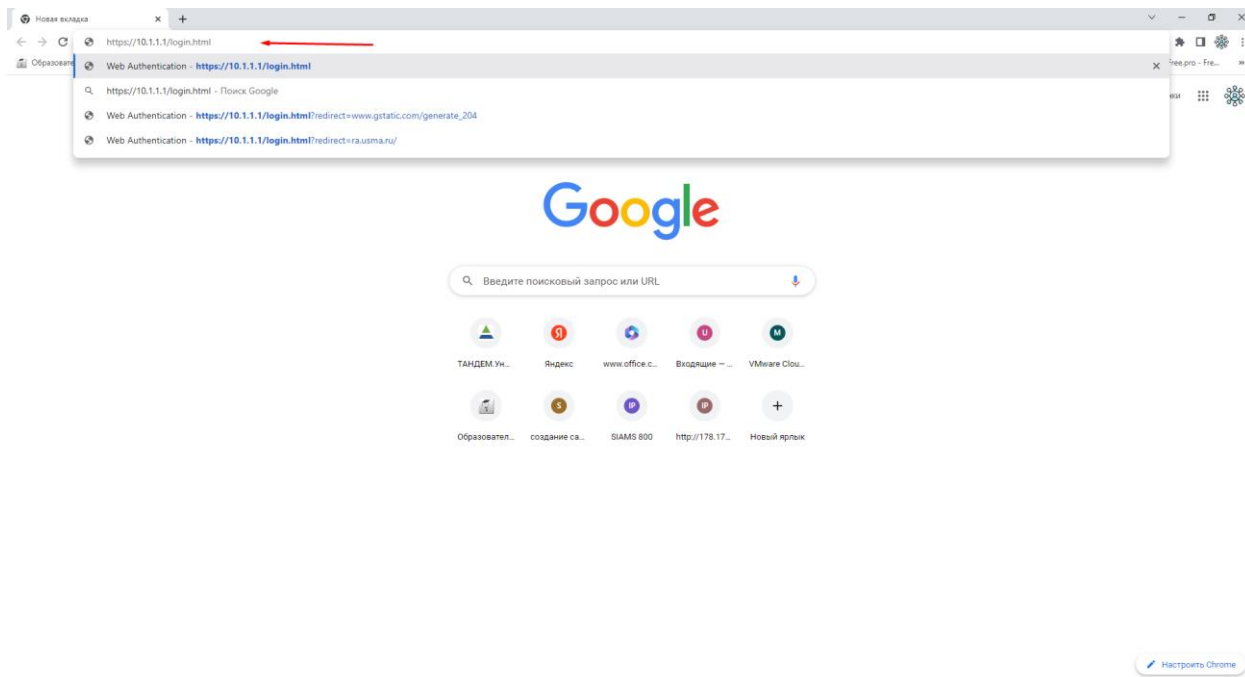 Новая вкладка
https://10.1.1.1/login.html
Образовате
Free.pro - Fre...
Web Authentication - https://10.1.1.1/login.html
https://10.1.1.1/login.html - Поиск Google
Web Authentication - https://10.1.1.1/login.html?redirect=www.gstatic.com/generate_204
Web Authentication - https://10.1.1.1/login.html?redirect=ra.usma.ru/
Google
Введите поисковый запрос или URL
ТАНДЕМ.Ун...
Яндекс
www.office.c...
Входящие — ...
VMware Clou...
Образовател...
создание са...
SIAMS 800
http://178.17...
Новый ярлык
Настроить Chrome